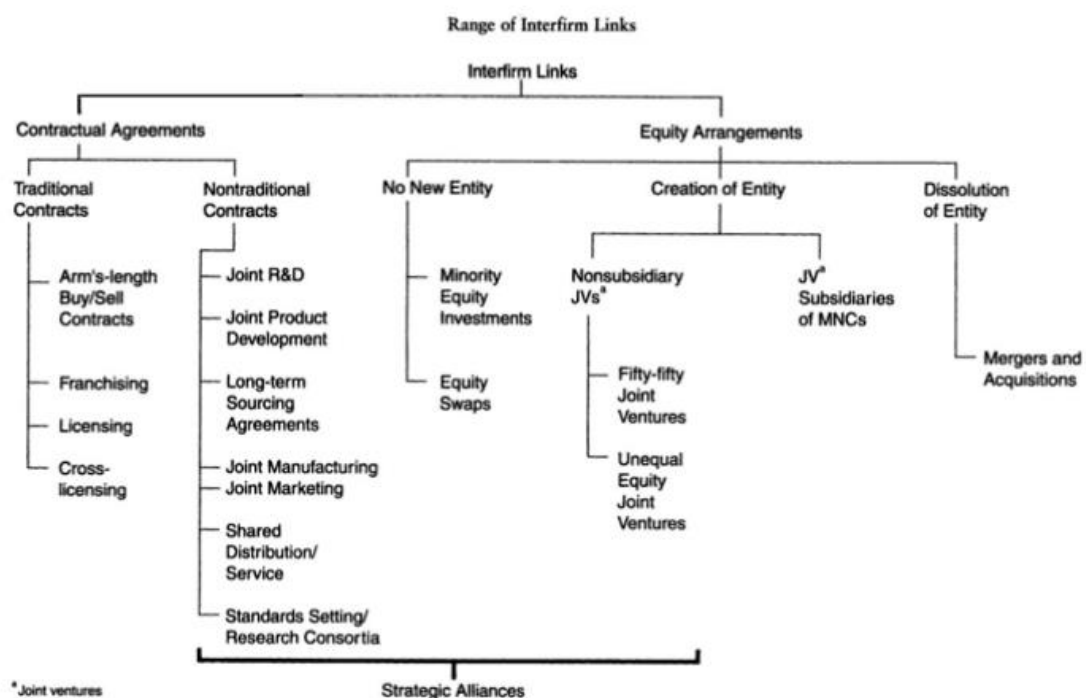 Range of Interfirm Links
Interfirm Links
Contractual Agreements
Equity Arrangements
Traditional
Contracts
Nontraditional
Contracts
No New Entity
Creation of Entity
Dissolution
of Entity
Arm's-length
Buy/Sell
Contracts
Franchising
Licensing
Cross-
licensing
Joint R&D
Joint Product
Development
Long-term
Sourcing
Agreements
Joint Manufacturing
Joint Marketing
Shared
Distribution/
Service
Standards Setting/
Research Consortia
Minority
Equity
Investments
Equity
Swaps
Nonsubsidiary
JVsᵃ
Fifty-fifty
Joint
Ventures
Unequal
Equity
Joint
Ventures
JVᵃ
Subsidiaries
of MNCs
Mergers and
Acquisitions
Strategic Alliances
ᵃJoint ventures